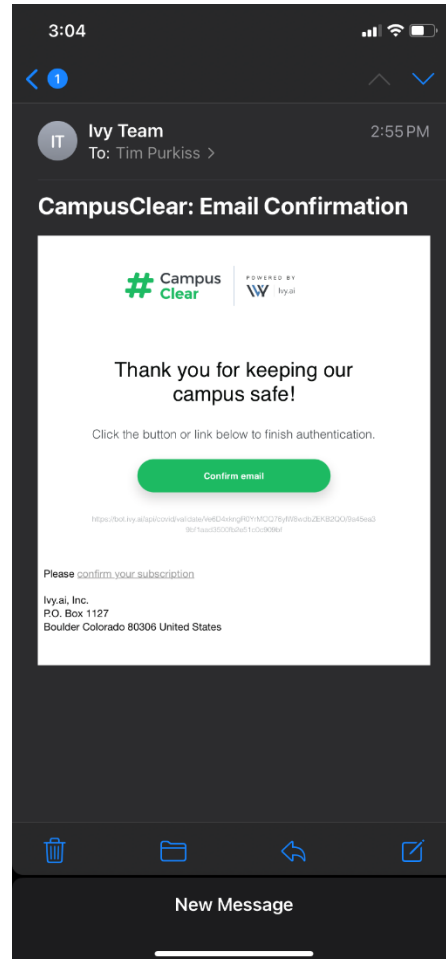 3:04
1
IT
Ivy Team
2:55 PM
To: Tim Purkiss >
CampusClear: Email Confirmation
# Campus
Clear
POWERED BY
Ivy.ai
Thank you for keeping our
campus safe!
Click the button or link below to finish authentication.
Confirm email
Please confirm your subscription
Ivy.ai, Inc.
P.O. Box 1127
Boulder Colorado 80306 United States
New Message